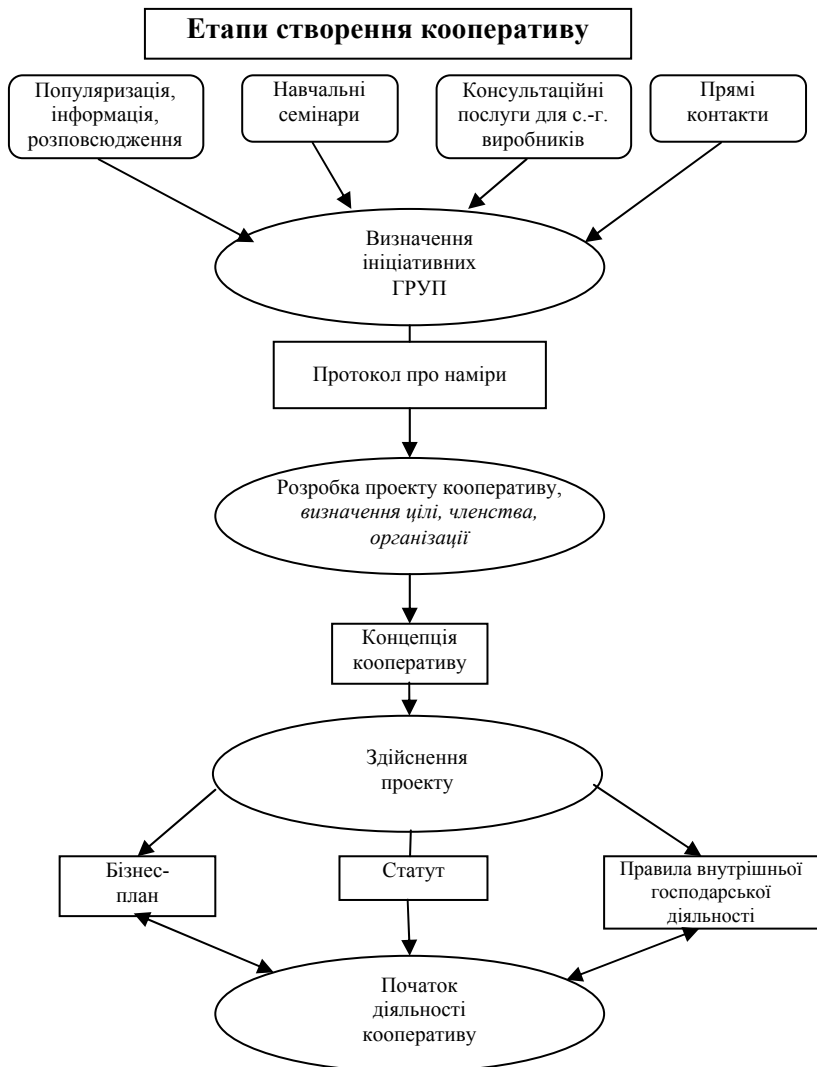 Етапи створення кооперативу
Популяризація,
інформація,
розповсюдження
Навчальні
семінари
Консультаційні
послуги для с.-г.
виробників
Прямі
контакти
Визначення
ініціативних
ГРУП
Протокол про наміри
Розробка проекту кооперативу,
визначення цілі, членства,
організації
Концепція
кооперативу
Здійснення
проекту
Бізнес-
план
Статут
Правила внутрішньої
господарської
діяльності
Початок
діяльності
кооперативу